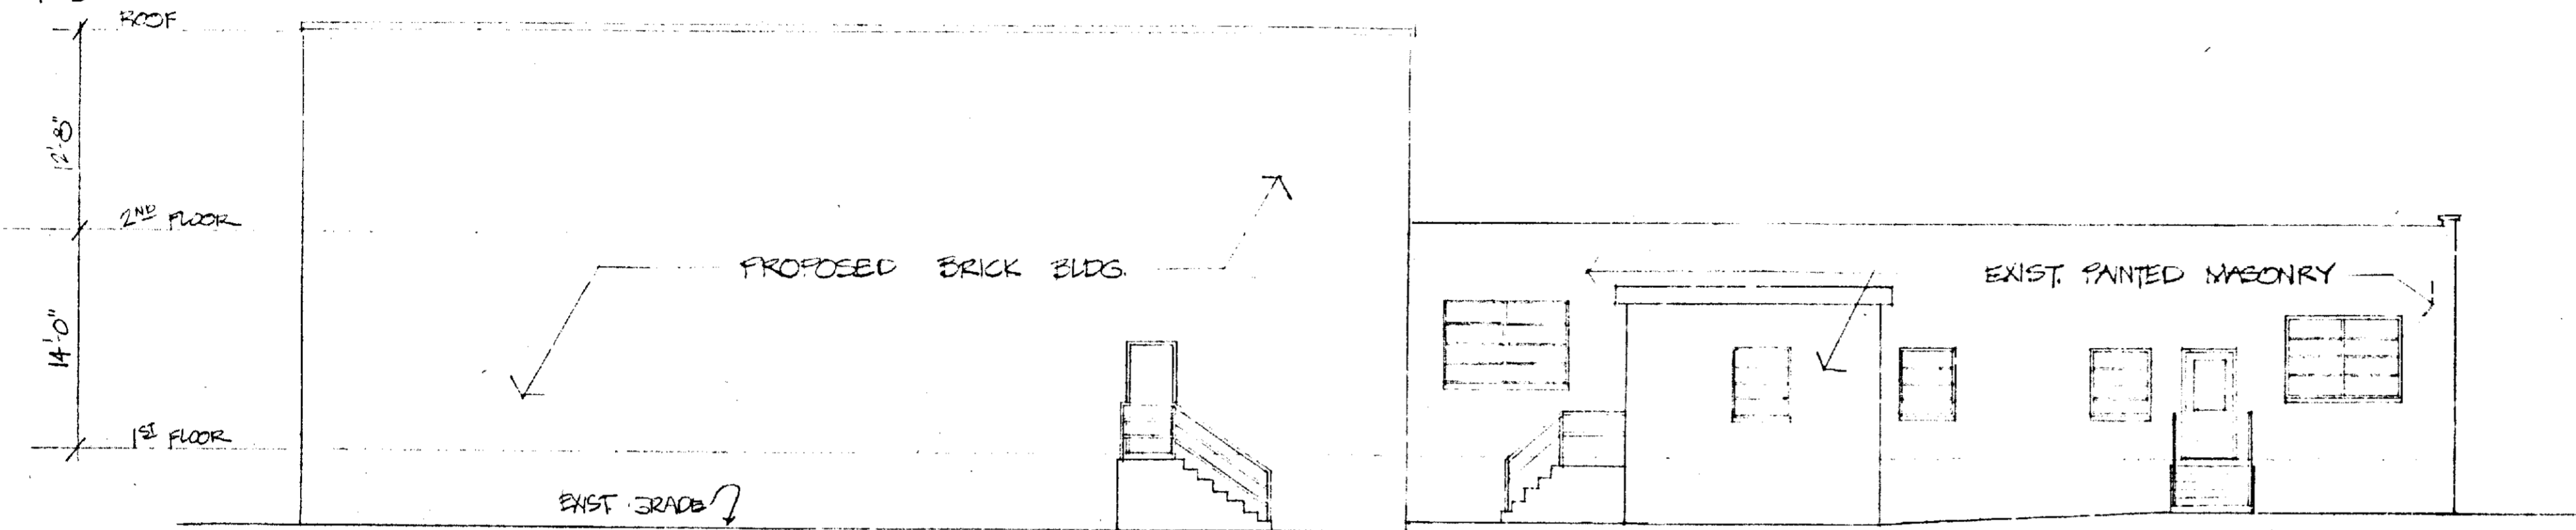 ROOF
12'-8"
2ND FLOOR
PROPOSED BRICK BLDG.
EXIST. PAINTED MASONRY
14'-0"
1ST FLOOR
EXIST. GRADE